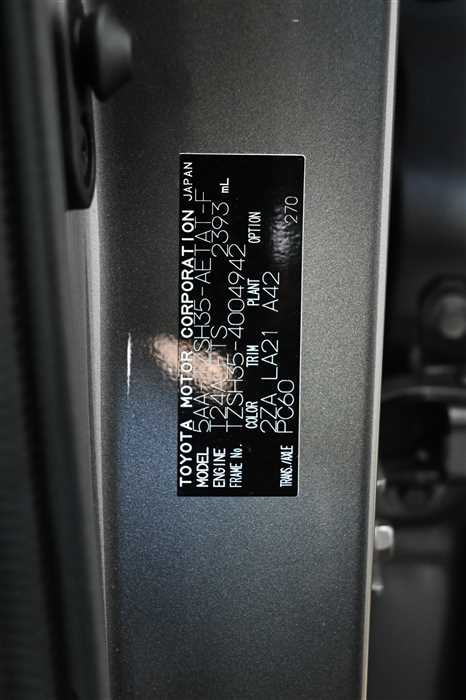 TOYOTA MOTOR CORPORATION JAPAN
MODEL 5AA-TZSH35-AETAH-F
ENGINE T24A-FTS 2393 mL
FRAME No. TZSH35-4004942
COLOR TRIM PLANT OPTION
2ZA LA21 A42
TRANS./AXLE PC60 270